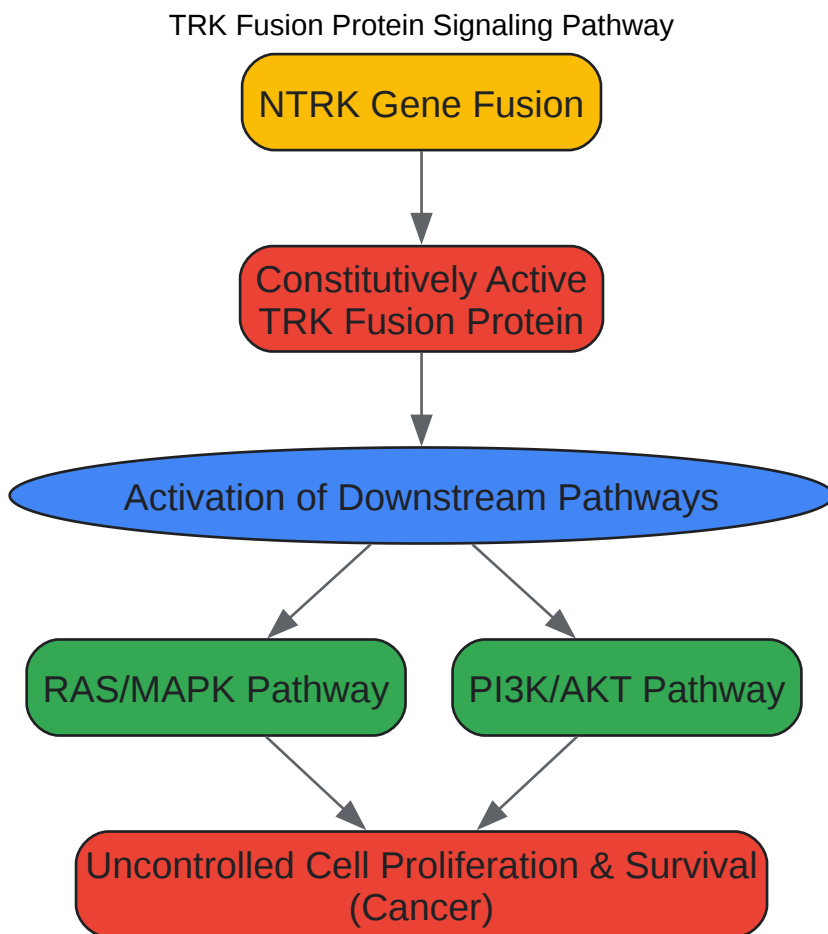 TRK Fusion Protein Signaling Pathway
NTRK Gene Fusion
Constitutively Active
TRK Fusion Protein
Activation of Downstream Pathways
RAS/MAPK Pathway
PI3K/AKT Pathway
Uncontrolled Cell Proliferation & Survival
(Cancer)